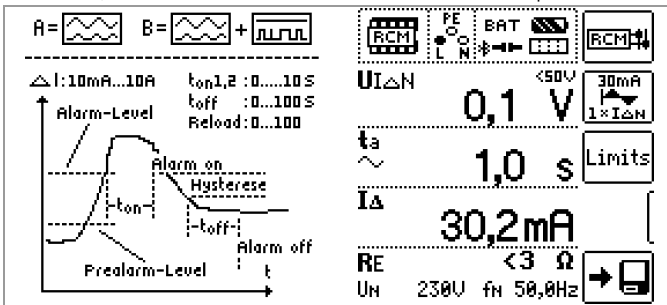 A= B= +
△I:10mA...10A ton1,2 :0....10S
toff :0...100S
Reload:0...100
Alarm-Level
Alarm on
Hysterese
ton
toff
Alarm off
Prealarm-Level
t
RCM PE L N BAT
RCM
UI△N <50V
0,1 V
30mA
1×I△N
ta
~ 1,0 s
Limits
I△
30,2mA
RE <3 Ω
UN 230V fN 50,0Hz